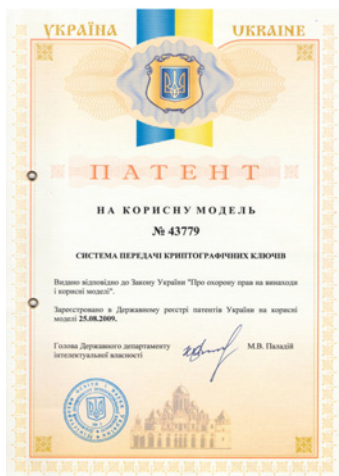 УКРАЇНА
UKRAINE
ПАТЕНТ
НА КОРИСНУ МОДЕЛЬ
№ 43779
СИСТЕМА ПЕРЕДАЧІ КРИПТОГРАФІЧНИХ КЛЮЧІВ
Видано відповідно до Закону України "Про охорону прав на винаходи
і корисні моделі".
Зареєстровано в Державному реєстрі патентів України на корисні
моделі 25.08.2009.
Голова Державного департаменту
інтелектуальної власності
М.В. Паладій